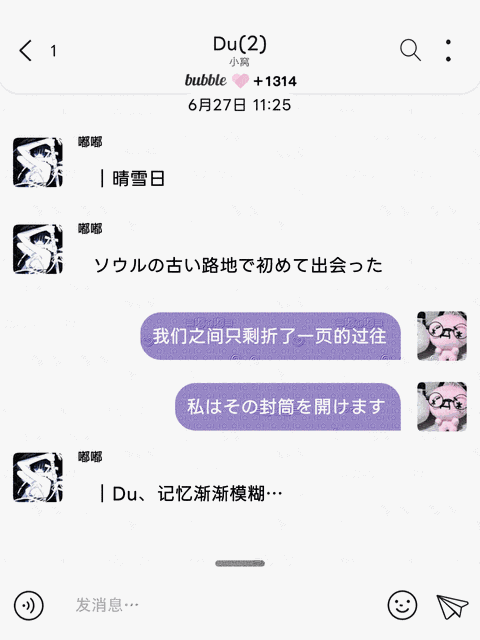 1
Du(2)
小窝
bubble +1314
6月27日 11:25
嘟嘟
| 晴雪日
嘟嘟
ソウルの古い路地で初めて出会った
我们之间只剩折了一页的过往
私はその封筒を開けます
嘟嘟
| Du、记忆渐渐模糊…
发消息…